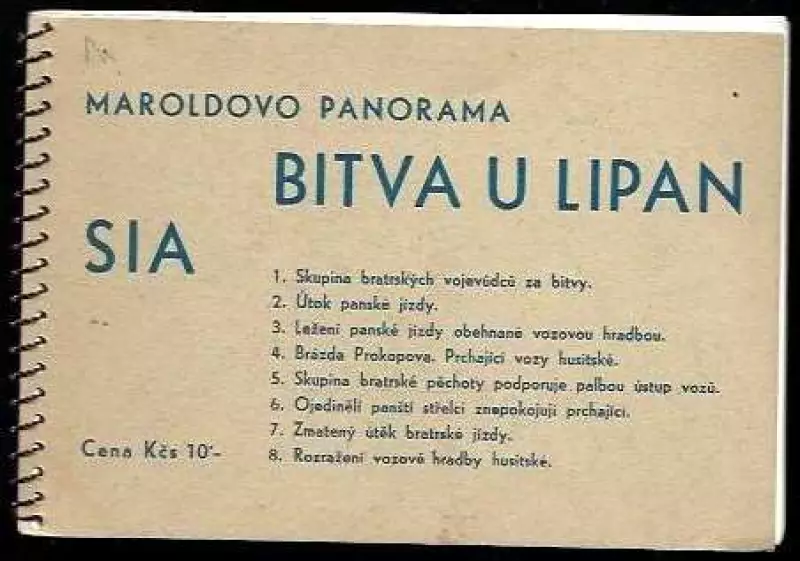 MAROLDOVO PANORAMA
BITVA U LIPAN
SIA
1. Skupina bratrských vojevůdců za bitvy.
2. Útok panské jízdy.
3. Ležení panské jízdy obehnané vozovou hradbou.
4. Brázda Prokopova. Prchající vozy husitské.
5. Skupina bratrské pěchoty podporuje palbou ústup vozů.
6. Ojedinělí panští střelci znepokojují prchající.
7. Zmatený útěk bratrské jízdy.
8. Rozražení vozové hradby husitské.
Cena Kčs 10'-